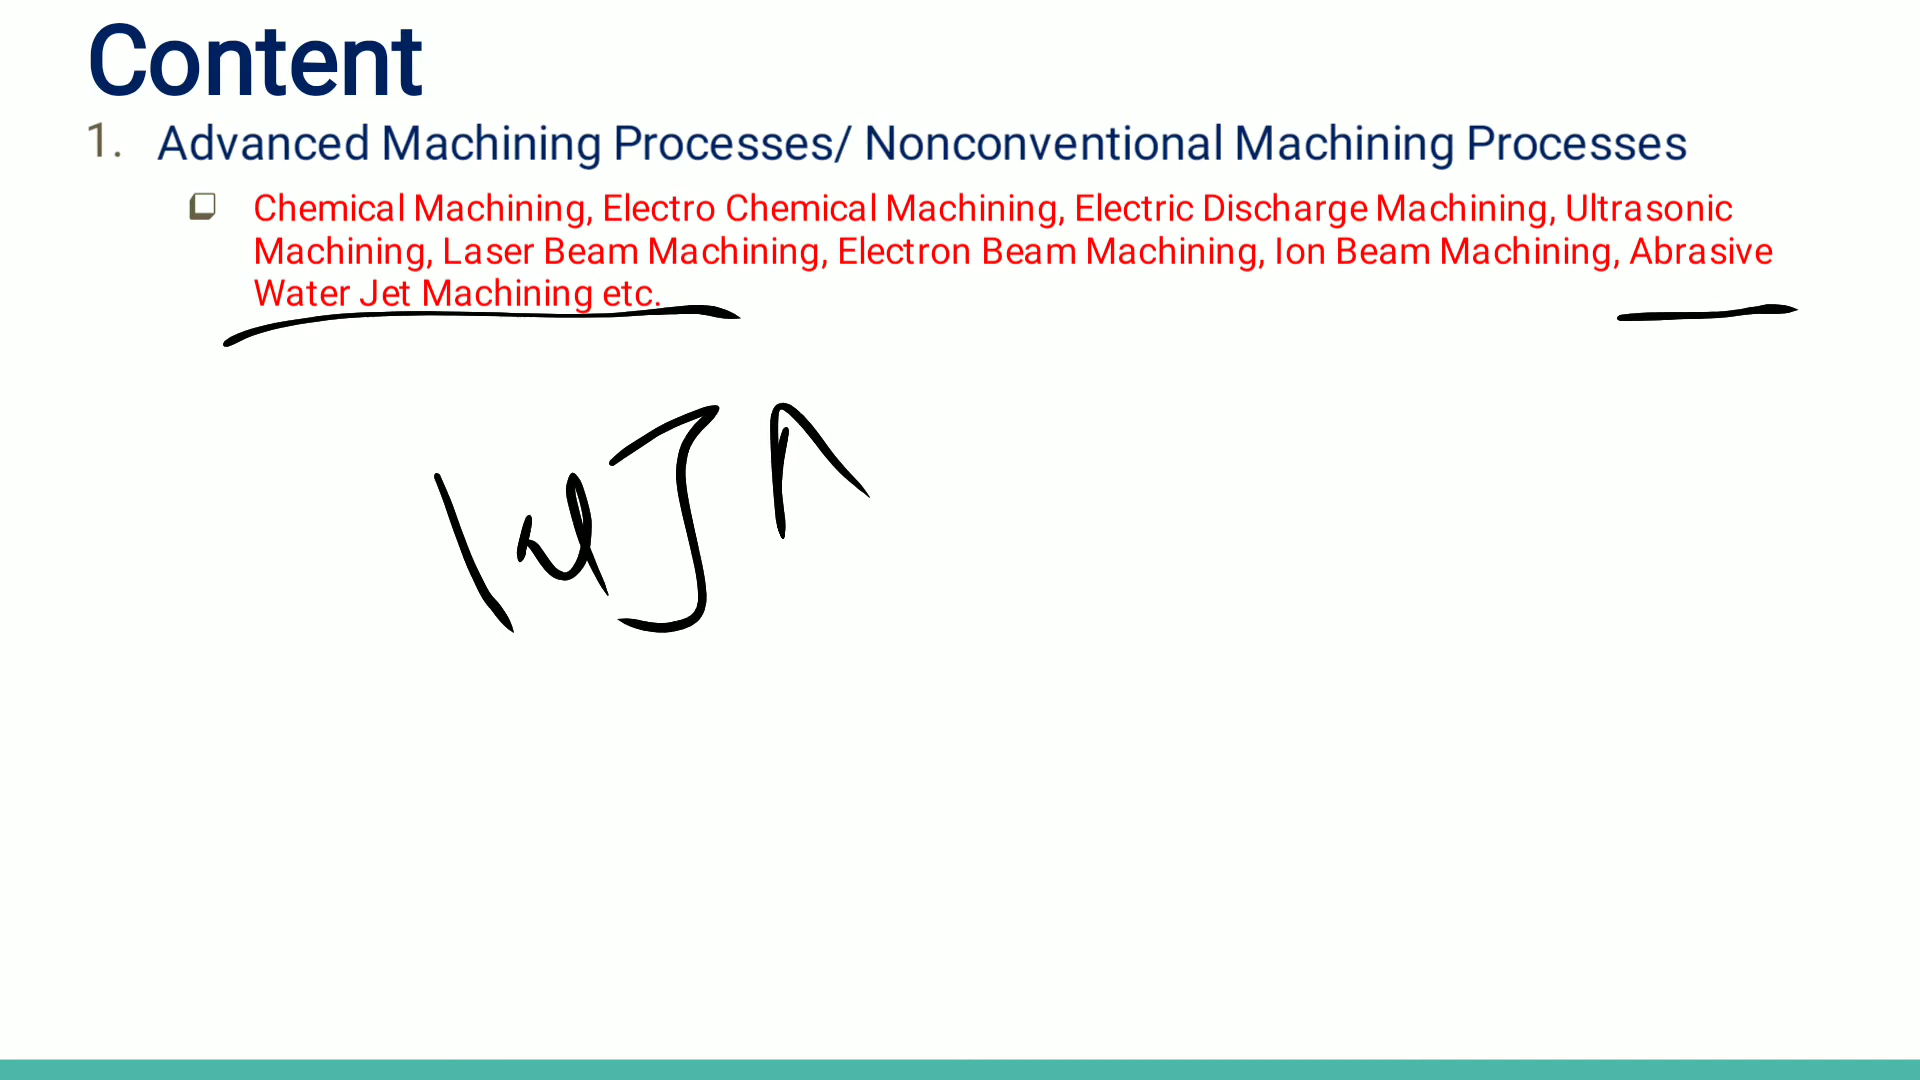 Content
1. Advanced Machining Processes/ Nonconventional Machining Processes
Chemical Machining, Electro Chemical Machining, Electric Discharge Machining, Ultrasonic
Machining, Laser Beam Machining, Electron Beam Machining, Ion Beam Machining, Abrasive
Water Jet Machining etc.